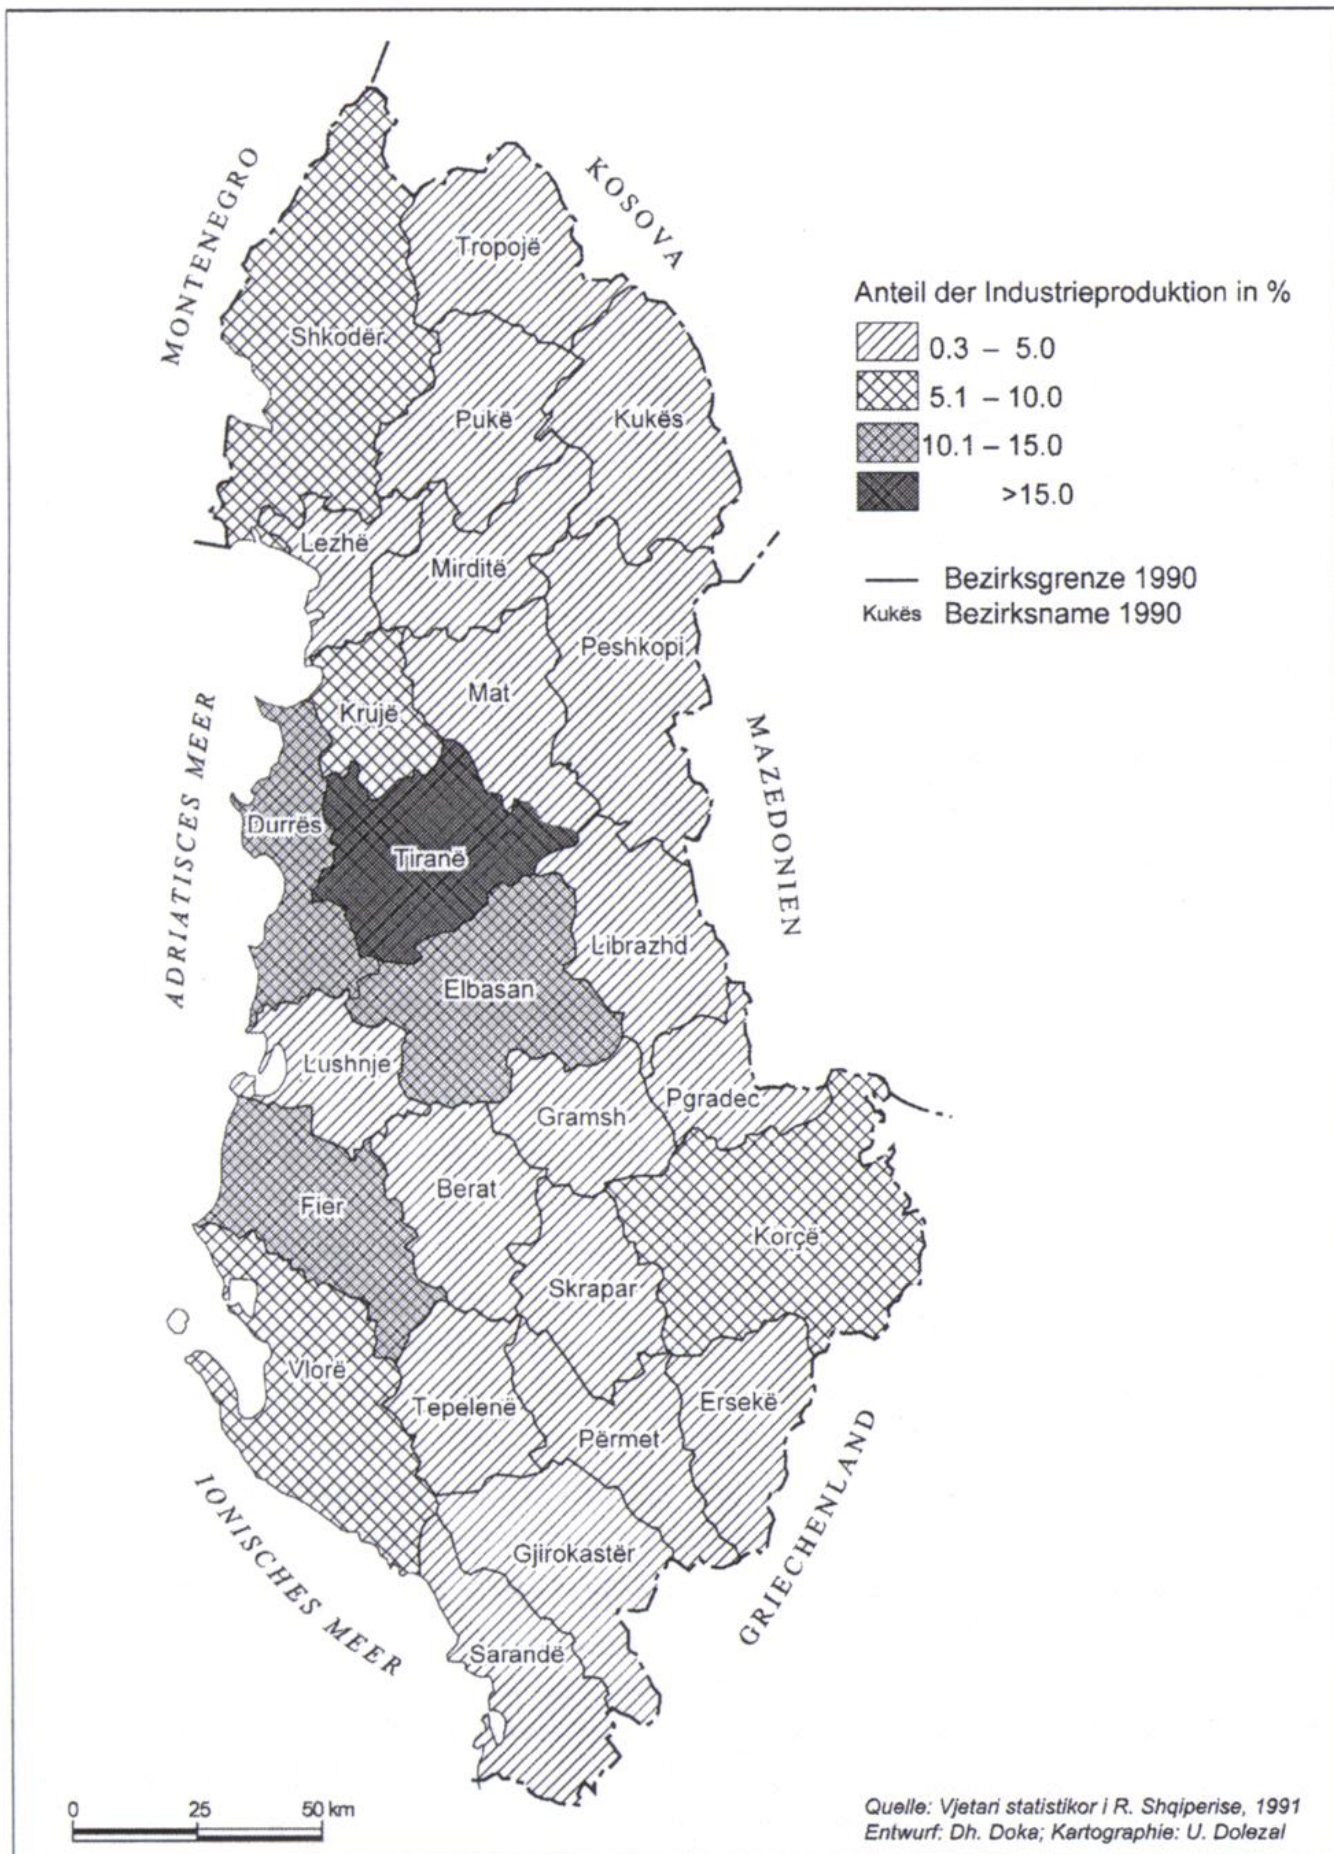 MONTENEGRO
KOSOVA
Tropojë
Shkodër
Pukë
Kukës
Anteil der Industrieproduktion in %
0.3 – 5.0
5.1 – 10.0
10.1 – 15.0
>15.0
Bezirksgrenze 1990
Kukës Bezirksname 1990
Lezhë
Mirditë
Peshkopi
Mat
Krujë
MAZEDONIEN
ADRIATISCES MEER
Durrës
Tiranë
Librazhd
Elbasan
Lushnje
Pgradec
Gramsh
Berat
Fier
Korçë
Skrapar
Vlorë
Tepelenë
Ersekë
Përmet
GRIECHENLAND
IONISCHES MEER
Gjirokastër
Sarandë
0 25 50 km
Quelle: Vjetari statistikor i R. Shqiperise, 1991
Entwurf: Dh. Doka; Kartographie: U. Dolezal